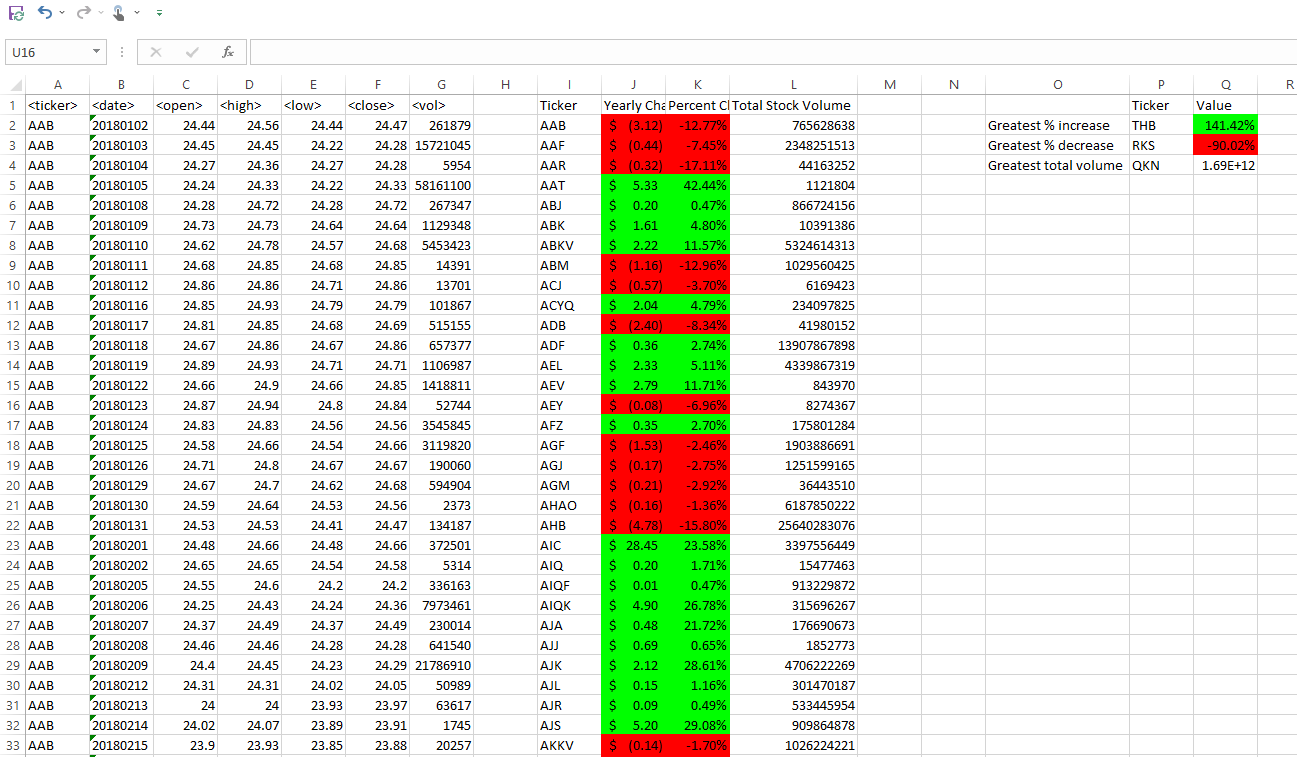 U16 fx
A B C D E F G H I J K L M N O P Q R
1 <ticker> <date> <open> <high> <low> <close> <vol> Ticker Yearly Cha Percent Cl Total Stock Volume Ticker Value
2 AAB 20180102 24.44 24.56 24.44 24.47 261879 AAB $ (3.12) -12.77% 765628638 Greatest % increase THB 141.42%
3 AAB 20180103 24.45 24.45 24.22 24.28 15721045 AAF $ (0.44) -7.45% 2348251513 Greatest % decrease RKS -90.02%
4 AAB 20180104 24.27 24.36 24.27 24.27 5954 AAR $ (0.32) -17.11% 44163252 Greatest total volume QKN 1.69E+12
5 AAB 20180105 24.24 24.33 24.22 24.33 58161100 AAT $ 5.33 42.44% 1121804
6 AAB 20180108 24.28 24.72 24.28 24.72 267347 ABJ $ 0.20 0.47% 866724156
7 AAB 20180109 24.73 24.73 24.64 24.64 1129348 ABK $ 1.61 4.80% 10391386
8 AAB 20180110 24.62 24.78 24.57 24.68 5453423 ABKV $ 2.22 11.57% 5324614313
9 AAB 20180111 24.68 24.85 24.68 24.85 14391 ABM $ (1.16) -12.96% 1029560425
10 AAB 20180112 24.86 24.86 24.71 24.86 13701 ACJ $ (0.57) -3.70% 6169423
11 AAB 20180116 24.85 24.93 24.79 24.79 101867 ACYQ $ 2.04 4.79% 234097825
12 AAB 20180117 24.81 24.85 24.68 24.69 515155 ADB $ (2.40) -8.34% 41980152
13 AAB 20180118 24.67 24.86 24.67 24.86 657377 ADF $ 0.36 2.74% 13907867898
14 AAB 20180119 24.89 24.93 24.71 24.71 1106987 AEL $ 2.33 5.11% 4339867319
15 AAB 20180122 24.66 24.9 24.66 24.85 1418811 AEV $ 2.79 11.71% 843970
16 AAB 20180123 24.87 24.94 24.8 24.84 52744 AEY $ (0.08) -6.96% 8274367
17 AAB 20180124 24.83 24.83 24.56 24.56 3545845 AFZ $ 0.35 2.70% 175801284
18 AAB 20180125 24.58 24.66 24.54 24.66 3119820 AGF $ (1.53) -2.46% 1903886691
19 AAB 20180126 24.71 24.8 24.67 24.67 190060 AGJ $ (0.17) -2.75% 1251599165
20 AAB 20180129 24.67 24.7 24.62 24.68 594904 AGM $ (0.21) -2.92% 36443510
21 AAB 20180130 24.59 24.64 24.53 24.56 2373 AHAO $ (0.16) -1.36% 6187850222
22 AAB 20180131 24.53 24.53 24.41 24.47 134187 AHB $ (4.78) -15.80% 25640283076
23 AAB 20180201 24.48 24.66 24.48 24.66 372501 AIC $ 28.45 23.58% 3397556449
24 AAB 20180202 24.65 24.65 24.54 24.58 5314 AIQ $ 0.20 1.71% 15477463
25 AAB 20180205 24.55 24.6 24.2 24.2 336163 AIQF $ 0.01 0.47% 913229872
26 AAB 20180206 24.25 24.43 24.24 24.36 7973461 AIQK $ 4.90 26.78% 315696267
27 AAB 20180207 24.37 24.49 24.37 24.49 230014 AJA $ 0.48 21.72% 176690673
28 AAB 20180208 24.46 24.46 24.28 24.28 641540 AJJ $ 0.69 0.65% 1852773
29 AAB 20180209 24.4 24.45 24.23 24.29 21786910 AJK $ 2.12 28.61% 4706222269
30 AAB 20180212 24.31 24.31 24.02 24.05 50989 AJL $ 0.15 1.16% 301470187
31 AAB 20180213 24 24 23.93 23.97 63617 AJR $ 0.09 0.49% 533445954
32 AAB 20180214 24.02 24.07 23.89 23.91 1745 AJS $ 5.20 29.08% 909864878
33 AAB 20180215 23.9 23.93 23.85 23.88 20257 AKKV $ (0.14) -1.70% 1026224221